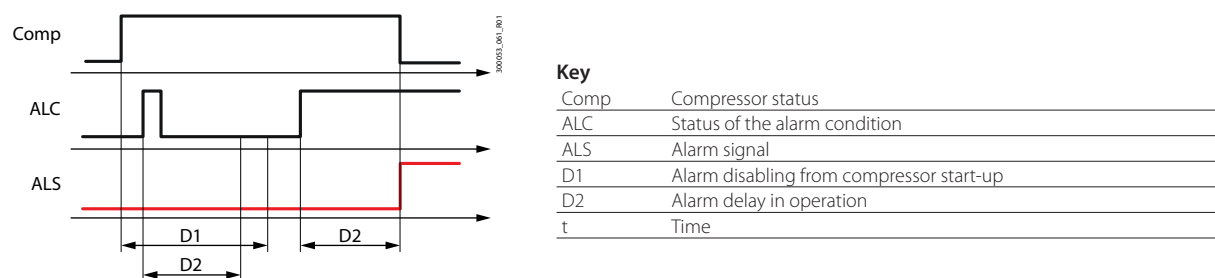 Comp
ALC
ALS
D1
D2
D2
300053_061_R01
Key
Comp Compressor status
ALC Status of the alarm condition
ALS Alarm signal
D1 Alarm disabling from compressor start-up
D2 Alarm delay in operation
t Time